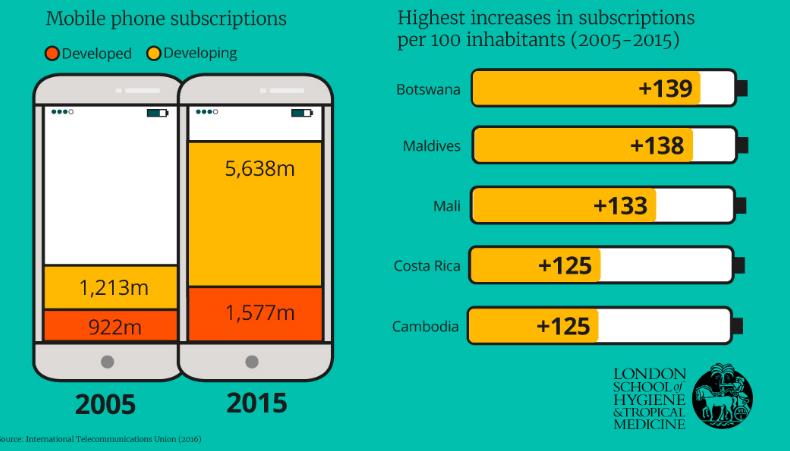 Mobile phone subscriptions
Developed Developing
5,638m
1,213m
922m
1,577m
2005 2015
Highest increases in subscriptions
per 100 inhabitants (2005-2015)
Botswana +139
Maldives +138
Mali +133
Costa Rica +125
Cambodia +125
LONDON
SCHOOL of
HYGIENE
& TROPICAL
MEDICINE
Source: International Telecommunications Union (2016)